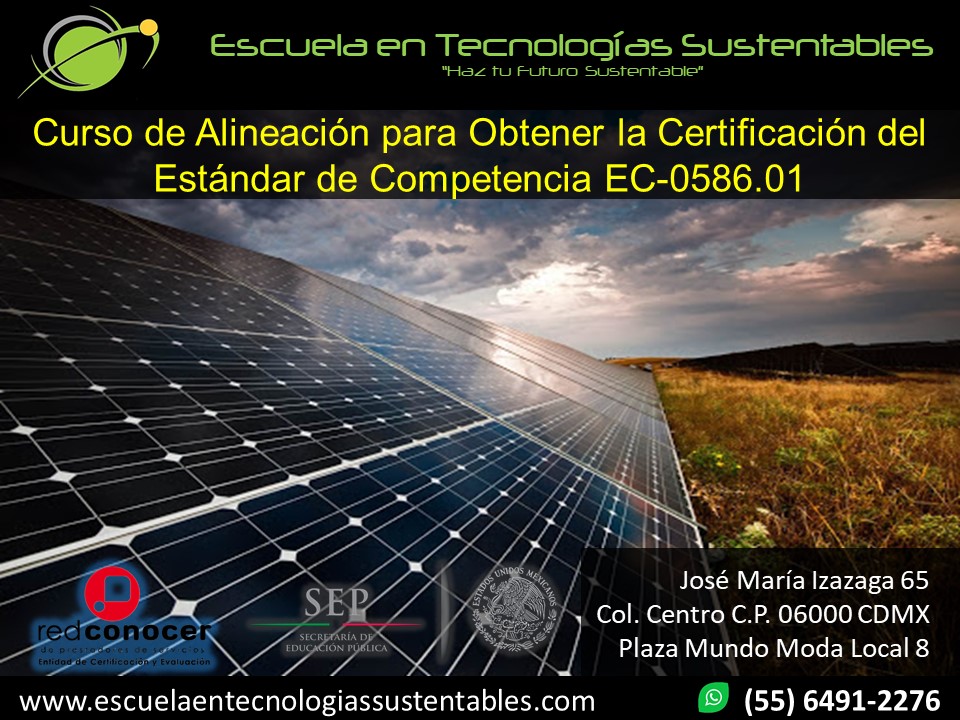 Escuela en Tecnologías Sustentables
"Haz tu Futuro Sustentable"
Curso de Alineación para Obtener la Certificación del
Estándar de Competencia EC-0586.01
redconocer
de prestadores de servicios
Entidad de Certificación y Evaluación
SEP
SECRETARÍA DE
EDUCACIÓN PÚBLICA
ESTADOS UNIDOS MEXICANOS
José María Izazaga 65
Col. Centro C.P. 06000 CDMX
Plaza Mundo Moda Local 8
www.escuelaentecnologiassustentables.com
(55) 6491-2276